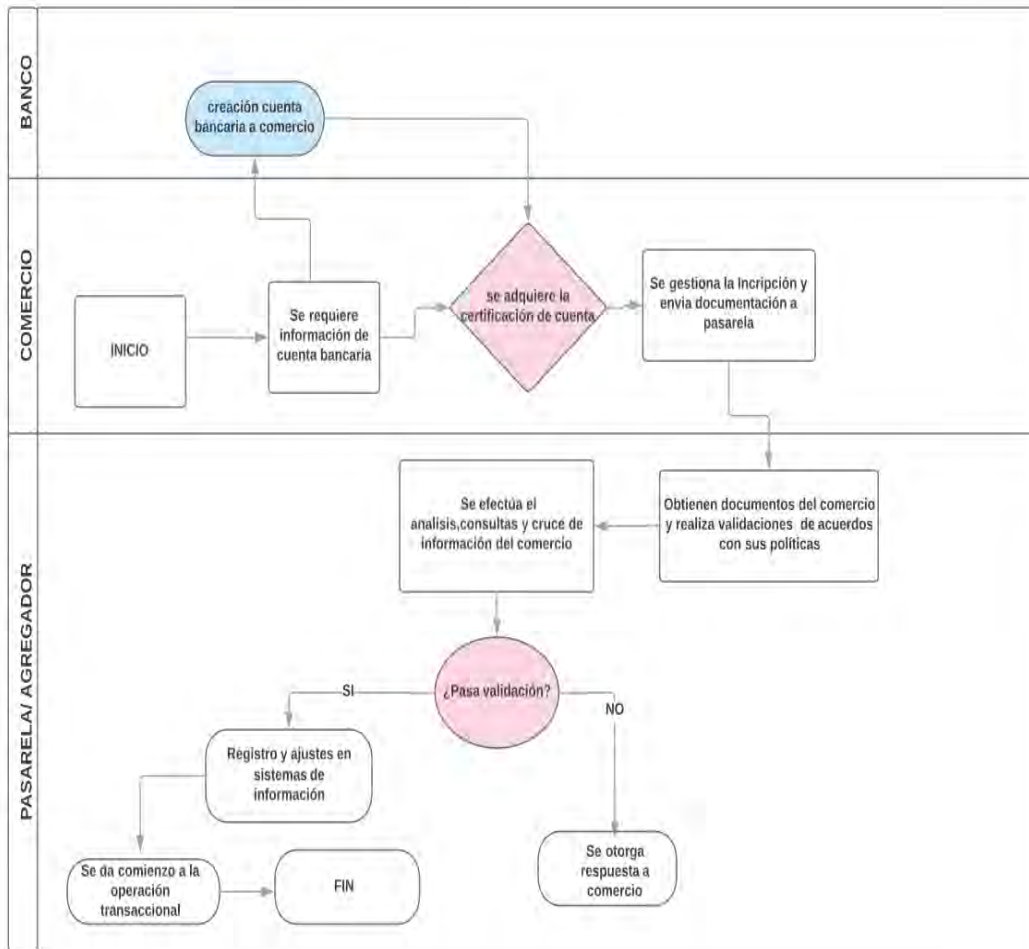 BANCO
creación cuenta
bancaria a comercio
COMERCIO
INICIO
Se requiere
información de
cuenta bancaria
se adquiere la
certificación de cuenta
Se gestiona la Incripción y
envia documentación a
pasarela
PASARELA/ AGREGADOR
Obtienen documentos del comercio
y realiza validaciones de acuerdos
con sus políticas
Se efectúa el
analisis,consultas y cruce de
información del comercio
¿Pasa validación?
SI
NO
Registro y ajustes en
sistemas de
información
Se da comienzo a la
operación
transaccional
FIN
Se otorga
respuesta a
comercio